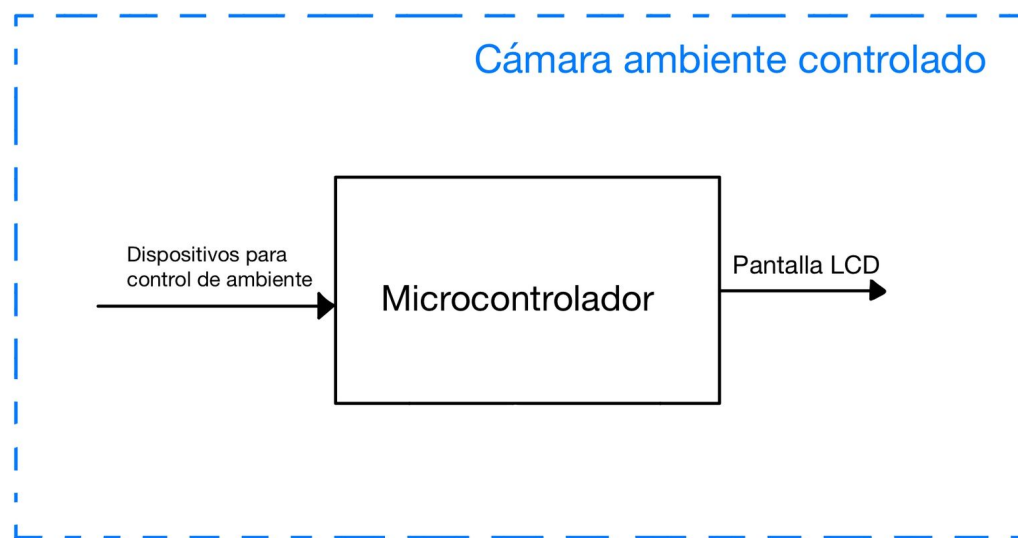 Cámara ambiente controlado
Dispositivos para
control de ambiente
Microcontrolador
Pantalla LCD